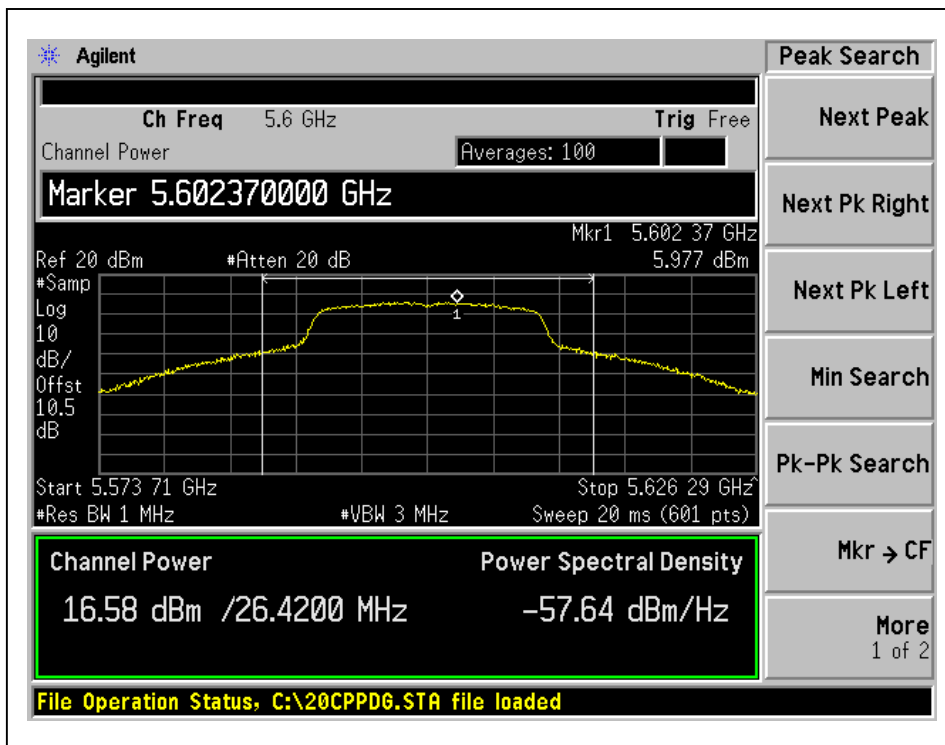 Agilent
Peak Search
Ch Freq 5.6 GHz Trig Free
Channel Power Averages: 100
Marker 5.602370000 GHz
Mkr1 5.602 37 GHz
Ref 20 dBm #Atten 20 dB 5.977 dBm
#Samp
Log
10
dB/
Offst
10.5
dB
1
Start 5.573 71 GHz Stop 5.626 29 GHz^
#Res BW 1 MHz #VBW 3 MHz Sweep 20 ms (601 pts)
Channel Power Power Spectral Density
16.58 dBm /26.4200 MHz -57.64 dBm/Hz
File Operation Status, C:\20CPPDG.STA file loaded
Next Peak
Next Pk Right
Next Pk Left
Min Search
Pk-Pk Search
Mkr → CF
More
1 of 2